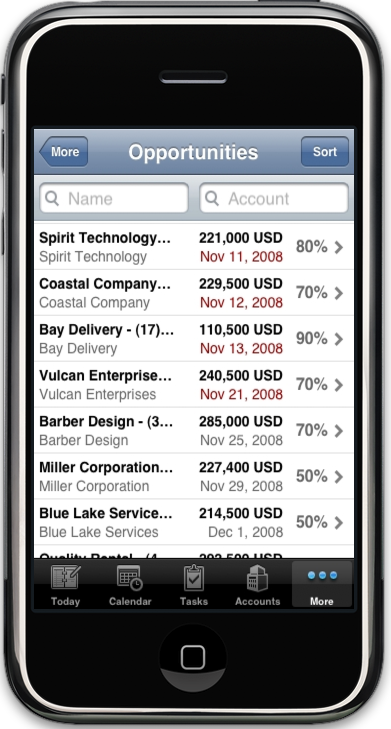 More
Opportunities
Sort
Name
Account
Spirit Technology... 221,000 USD
Spirit Technology Nov 11, 2008
80%
Coastal Company... 229,500 USD
Coastal Company Nov 12, 2008
70%
Bay Delivery - (17)... 110,500 USD
Bay Delivery Nov 13, 2008
90%
Vulcan Enterprise... 240,500 USD
Vulcan Enterprises Nov 21, 2008
70%
Barber Design - (3... 285,000 USD
Barber Design Nov 25, 2008
70%
Miller Corporation... 227,400 USD
Miller Corporation Nov 29, 2008
50%
Blue Lake Service... 214,500 USD
Blue Lake Services Dec 1, 2008
50%
Today
Calendar
Tasks
Accounts
More